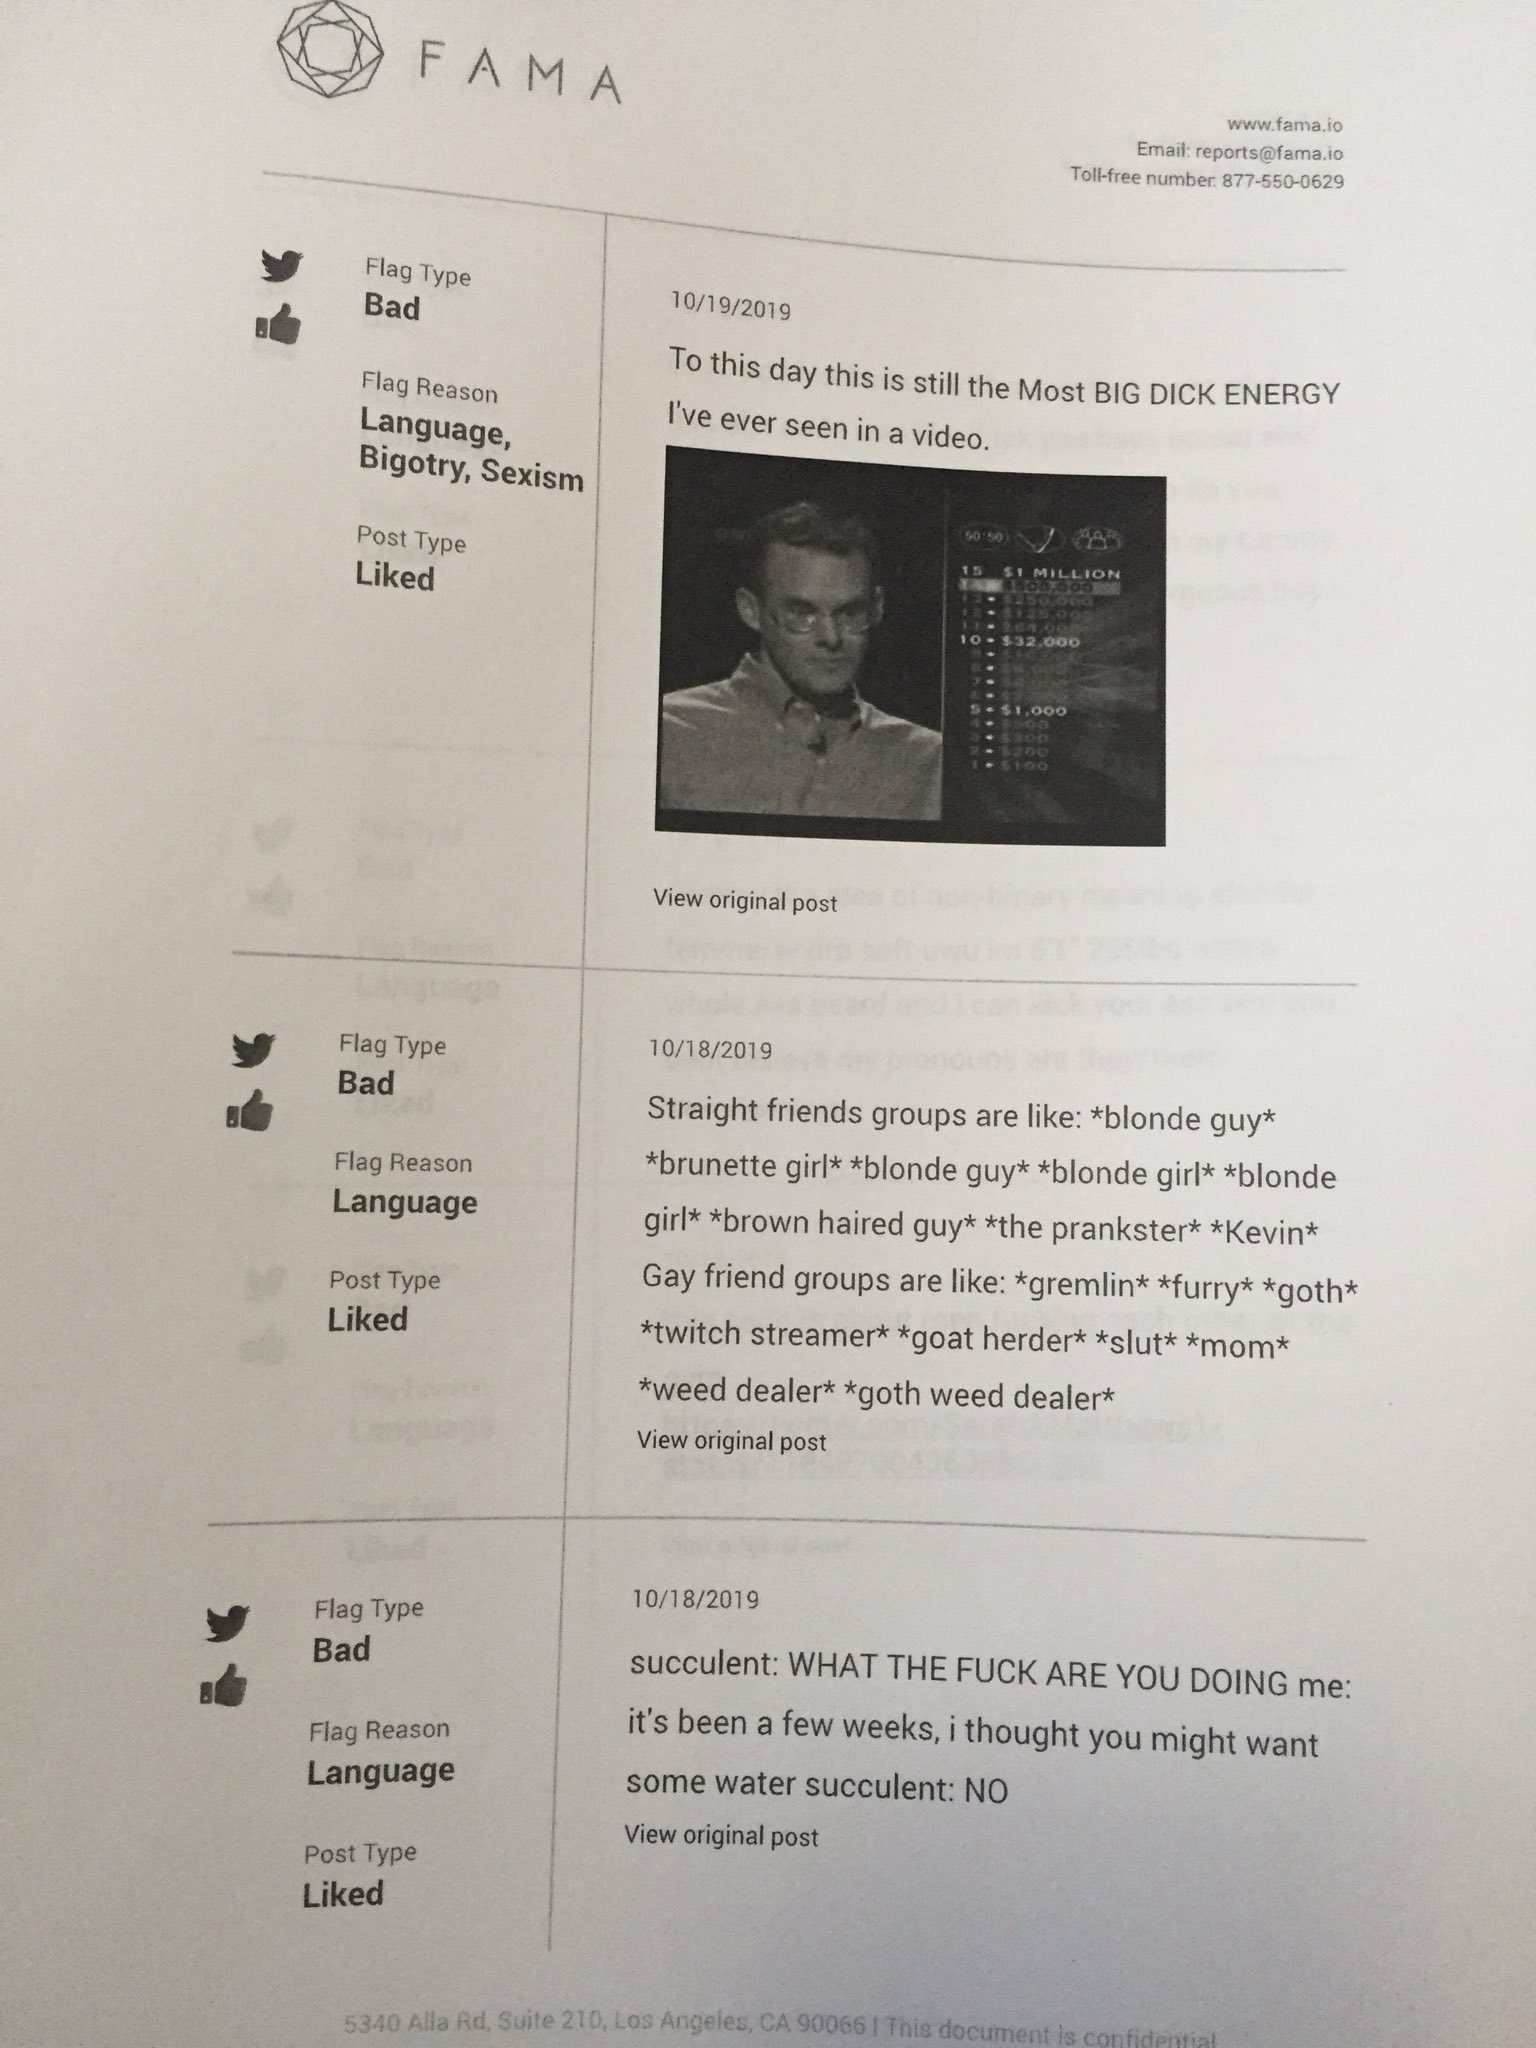 FAMA
www.fama.io
Email: reports@fama.io
Toll-free number: 877-550-0629
Flag Type
Bad
Flag Reason
Language,
Bigotry, Sexism
Post Type
Liked
10/19/2019
To this day this is still the Most BIG DICK ENERGY
I've ever seen in a video.
50:50
15 $1 MILLION
10 • $32,000
5 • $1,000
4 • $500
3 • $300
2 • $200
1 • $100
View original post
Flag Type
Bad
Flag Reason
Language
Post Type
Liked
10/18/2019
Straight friends groups are like: *blonde guy*
*brunette girl* *blonde guy* *blonde girl* *blonde
girl* *brown haired guy* *the prankster* *Kevin*
Gay friend groups are like: *gremlin* *furry* *goth*
*twitch streamer* *goat herder* *slut* *mom*
*weed dealer* *goth weed dealer*
View original post
Flag Type
Bad
Flag Reason
Language
Post Type
Liked
10/18/2019
succulent: WHAT THE FUCK ARE YOU DOING me:
it's been a few weeks, i thought you might want
some water succulent: NO
View original post
5340 Alla Rd, Suite 210, Los Angeles, CA 90066 | This document is confidential